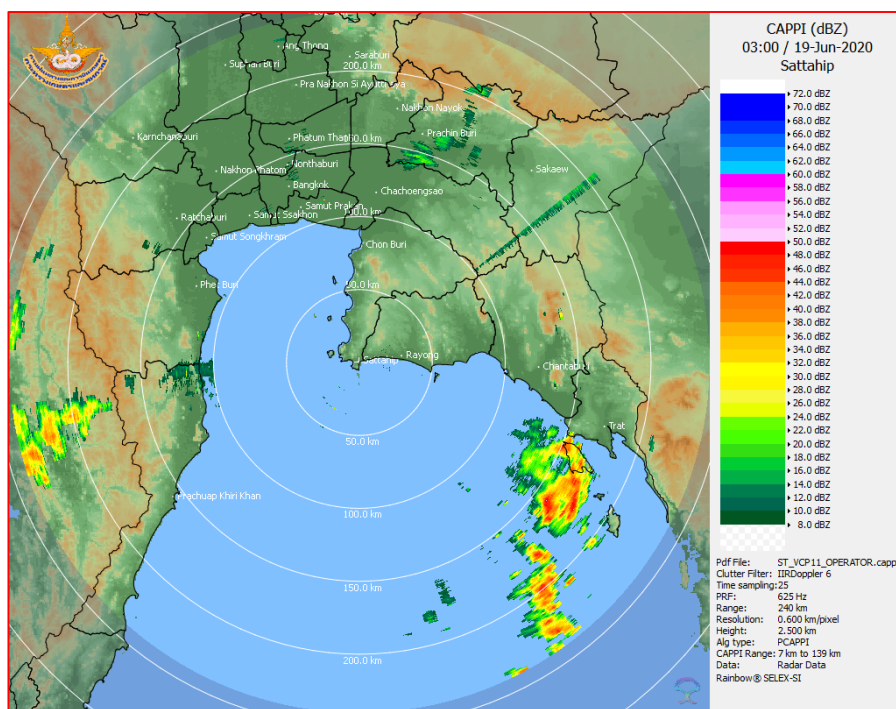 CAPPI (dBZ)
03:00 / 19-Jun-2020
Sattahip
72.0 dBZ
70.0 dBZ
68.0 dBZ
66.0 dBZ
64.0 dBZ
62.0 dBZ
60.0 dBZ
58.0 dBZ
56.0 dBZ
54.0 dBZ
52.0 dBZ
50.0 dBZ
48.0 dBZ
46.0 dBZ
44.0 dBZ
42.0 dBZ
40.0 dBZ
38.0 dBZ
36.0 dBZ
34.0 dBZ
32.0 dBZ
30.0 dBZ
28.0 dBZ
26.0 dBZ
24.0 dBZ
22.0 dBZ
20.0 dBZ
18.0 dBZ
16.0 dBZ
14.0 dBZ
12.0 dBZ
10.0 dBZ
8.0 dBZ
Pdf File: ST_VCP11_OPERATOR.capp
Clutter Filter: IIRDoppler 6
Time sampling:25
PRF: 625 Hz
Range: 240 km
Resolution: 0.600 km/pixel
Height: 2.500 km
Alg type: PCAPPI
CAPPI Range: 7 km to 139 km
Data: Radar Data
Rainbow® SELEX-SI
Ang Thong
Saraburi
Suphan Buri
200.0 km
Pra Nakhon Si Ayutthaya
Nakhon Nayok
Karnchanaburi
Phatum Thani
Prachin Buri
Nonthaburi
Nakhon Phatom
Sakaew
Bangkok
Chachoengsao
Samut Prakan
Ratchaburi
Samut Ssakhon
100.0 km
Samut Songkhram
Chon Buri
Rayong
Sattahip
Chantaburi
Trat
50.0 km
Prachuap Khiri Khan
100.0 km
150.0 km
200.0 km